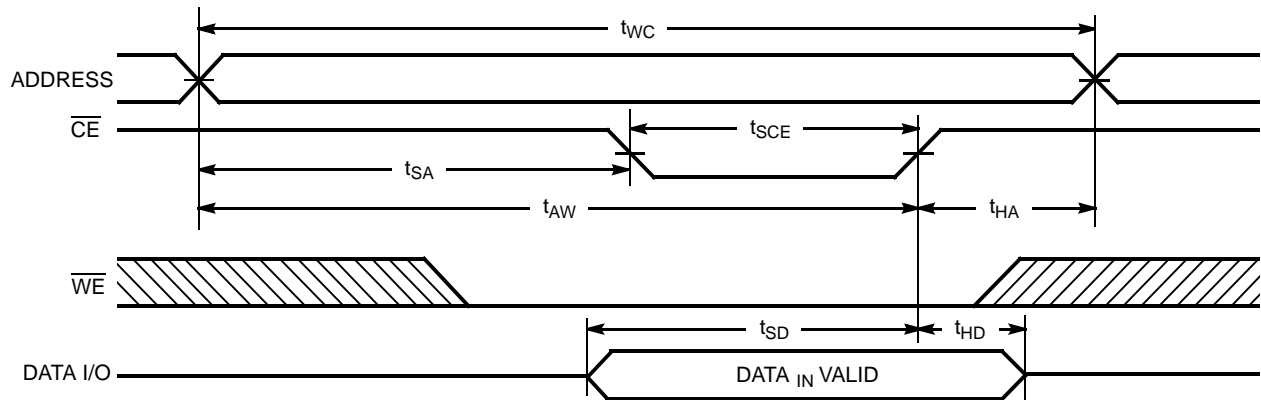 tWC
ADDRESS
CE
tSCE
tSA
tAW
tHA
WE
tSD
tHD
DATA I/O
DATA IN VALID